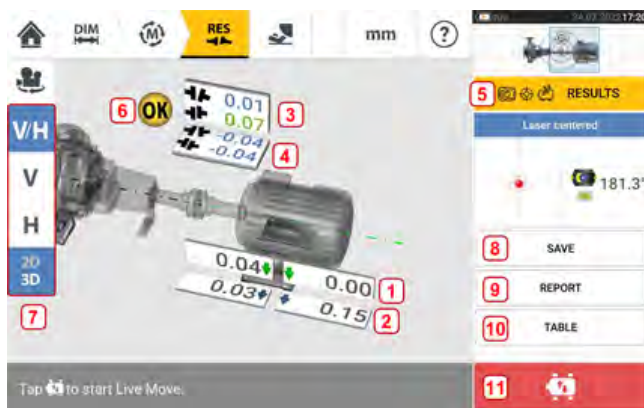 DIM
M
RES
mm
?
24.02.2022 17:20
5 RESULTS
Laser centered
181.3°
8 SAVE
9 REPORT
10 TABLE
11
6 OK
0.01
0.07
3
-0.04
-0.04
4
V/H
V
H
2D
3D
7
0.04 0.00 1
0.03 0.15 2
Tap to start Live Move.